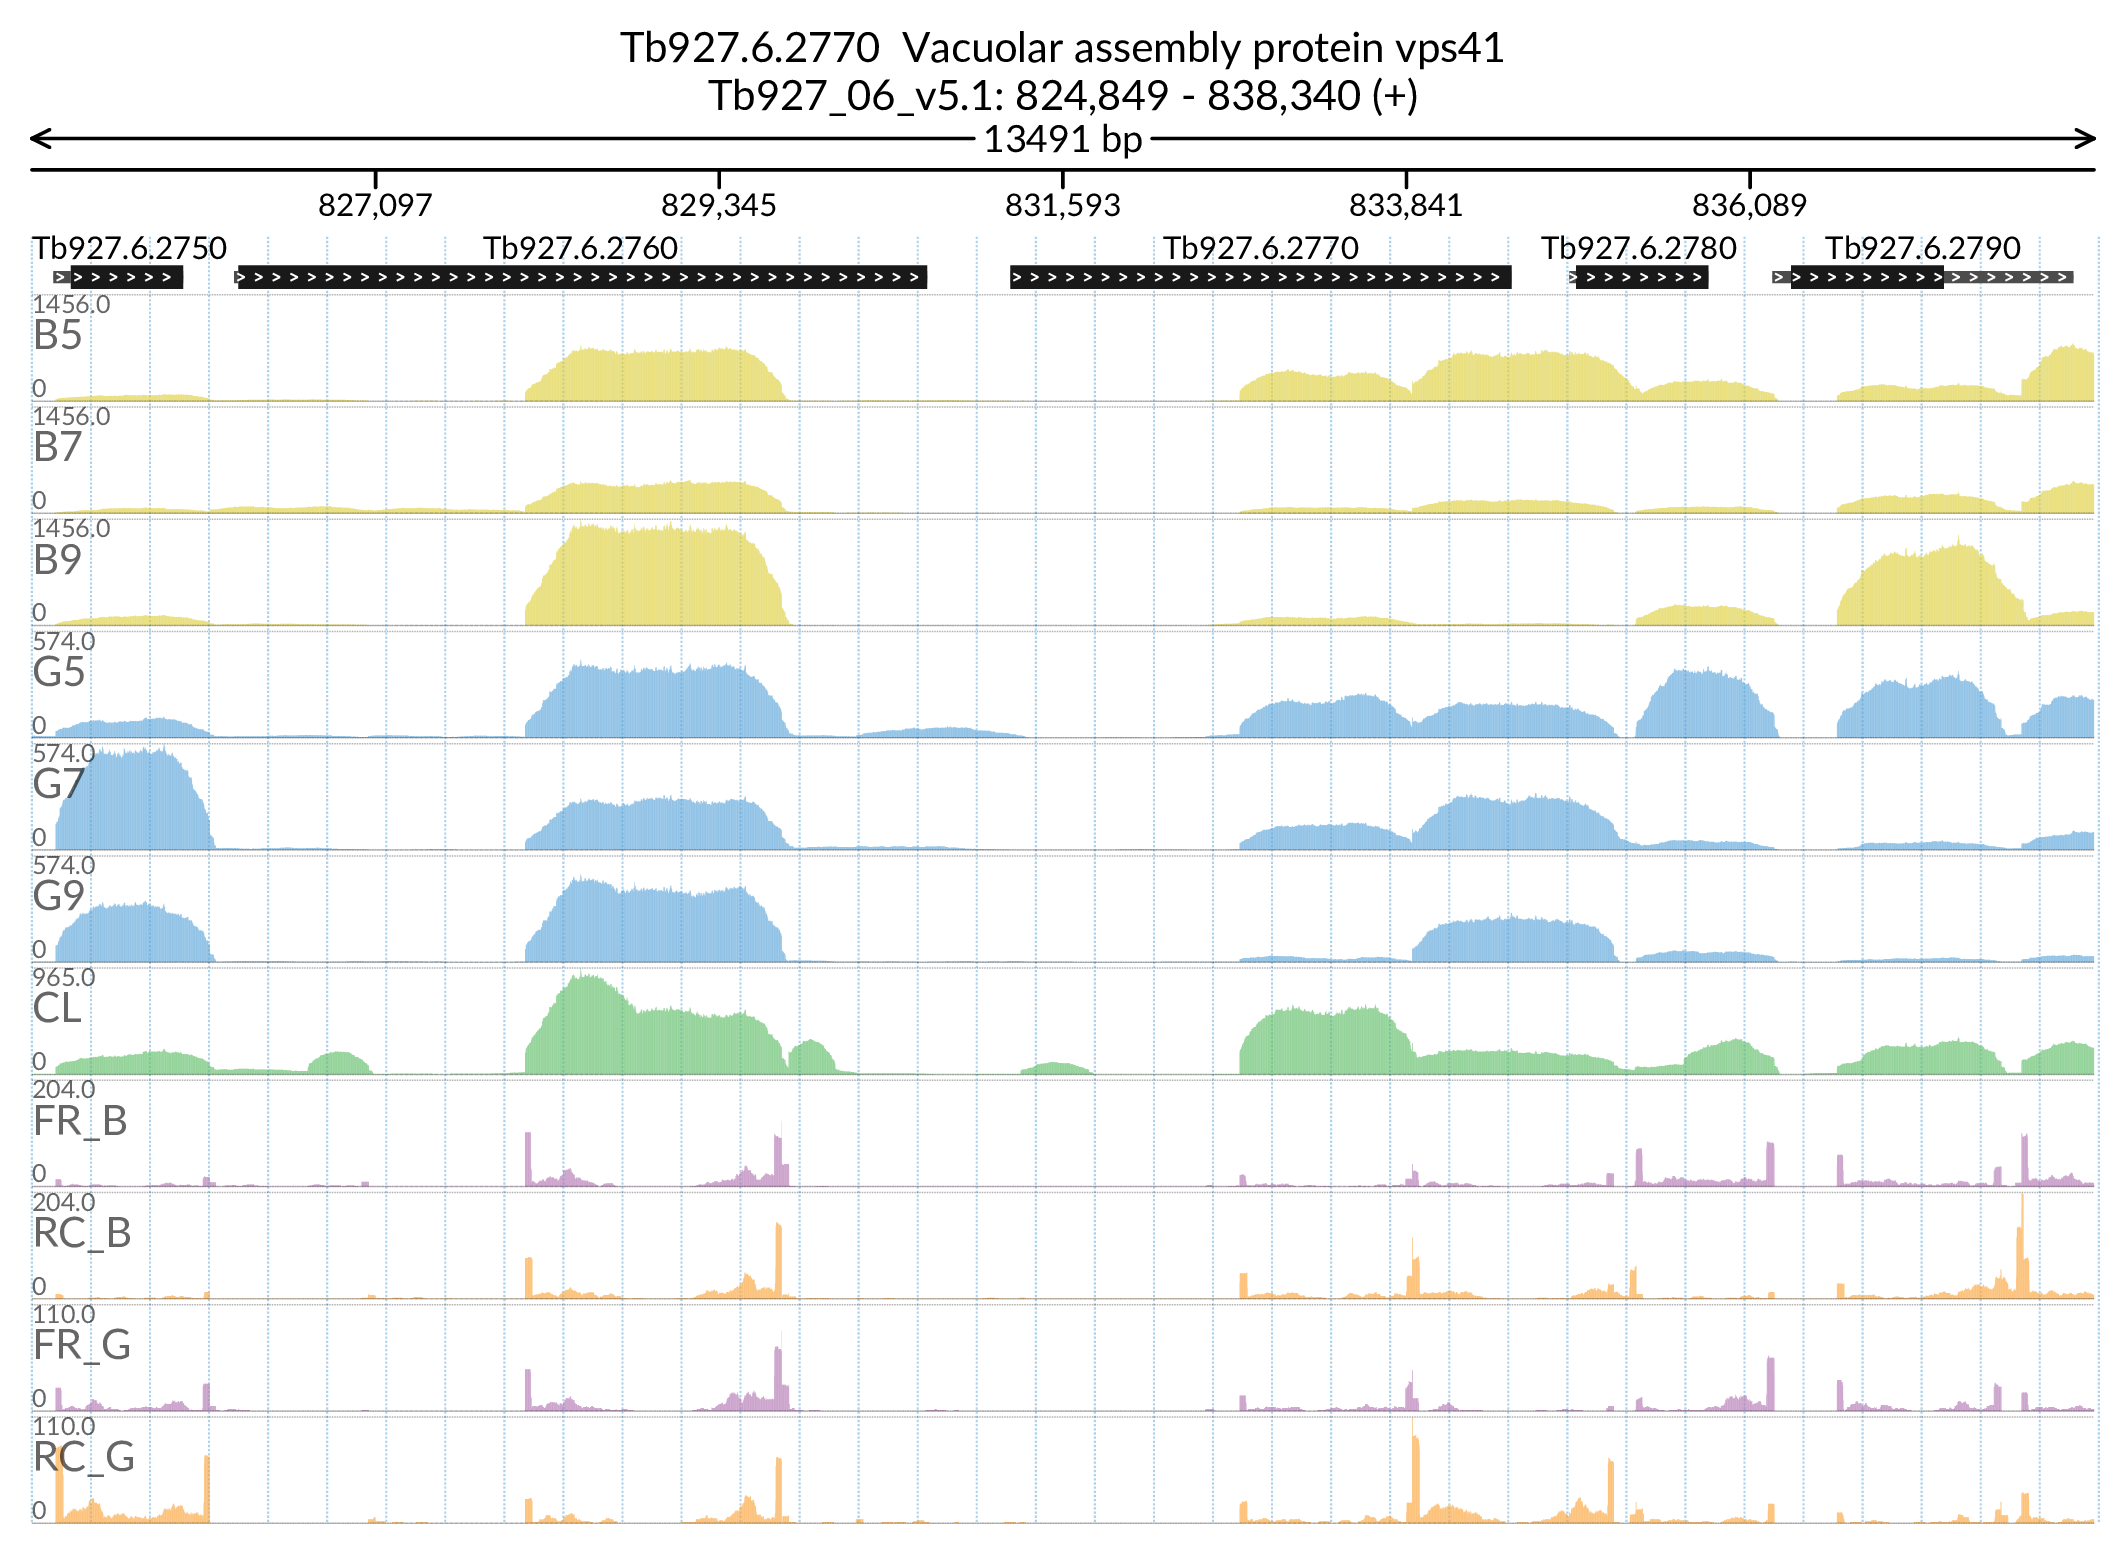 Tb927.6.2770  Vacuolar assembly protein vps41
Tb927_06_v5.1: 824,849 - 838,340 (+)
13491 bp
827,097 829,345 831,593 833,841 836,089
Tb927.6.2750 Tb927.6.2760 Tb927.6.2770 Tb927.6.2780 Tb927.6.2790
1456.0
B5
0
1456.0
B7
0
1456.0
B9
0
574.0
G5
0
574.0
G7
0
574.0
G9
0
965.0
CL
0
204.0
FR_B
0
204.0
RC_B
0
110.0
FR_G
0
110.0
RC_G
0